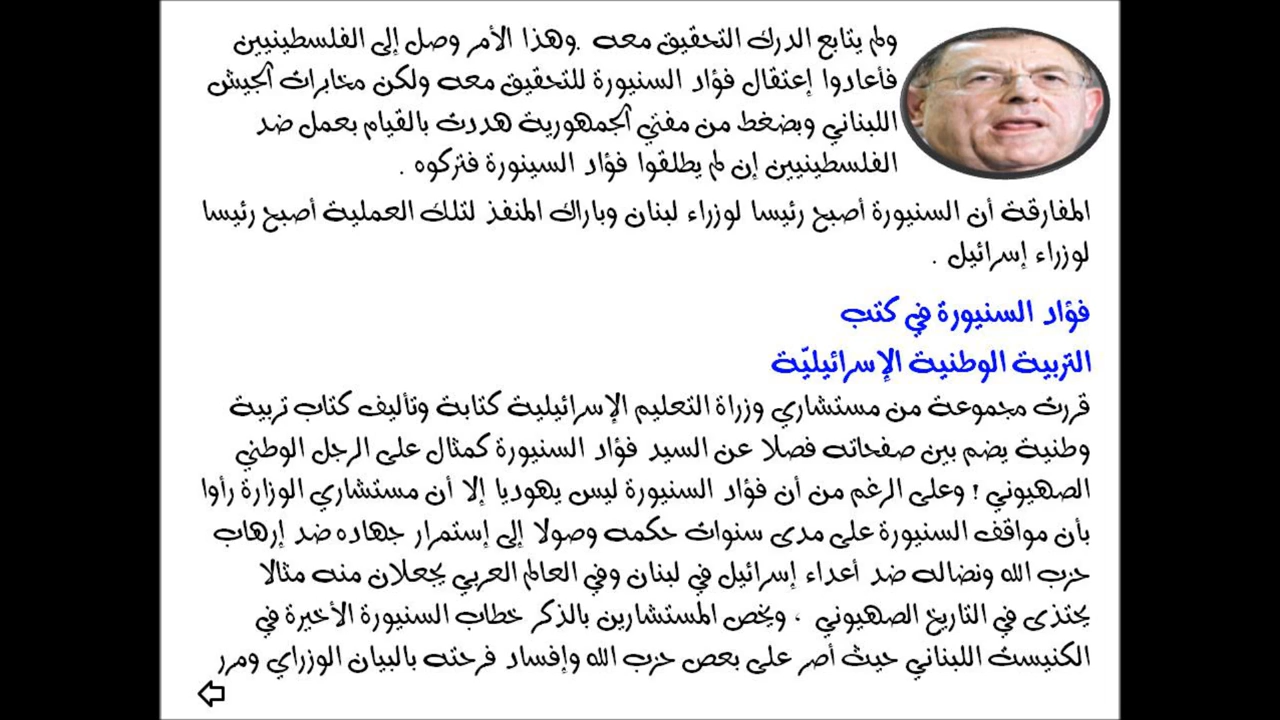 ولم يتابع الدرك التحقيق معه .وهذا الأمر وصل إلى الفلسطينيين
فأعادوا إعتقال فؤاد السنيورة للتحقيق معه ولكن مخابرات الجيش
اللبناني وبضغط من مفتي الجمهورية هددت بالقيام بعمل ضد
الفلسطينيين إن لم يطلقوا فؤاد السينورة فتركوه .
المفارقة أن السنيورة أصبح رئيسا لوزراء لبنان وباراك المنفذ لتلك العملية أصبح رئيسا
لوزراء إسرائيل .
فؤاد السنيورة في كتب
التربية الوطنية الإسرائيليّة
قررت مجموعة من مستشاري وزراة التعليم الإسرائيلية كتابة وتأليف كتاب تربية
وطنية يضم بين صفحاته فصلا عن السيد فؤاد السنيورة كمثال على الرجل الوطني
الصهيوني ! وعلى الرغم من أن فؤاد السنيورة ليس يهوديا إلا أن مستشاري الوزارة رأوا
بأن مواقف السنيورة على مدى سنوات حكمه وصولا إلى إستمرار جهاده ضد إرهاب
حزب الله ونضاله ضد أعداء إسرائيل في لبنان وفي العالم العربي يجعلان منه مثالا
يحتذى في التاريخ الصهيوني ، ويخص المستشارين بالذكر خطاب السنيورة الأخيرة في
الكنيست اللبناني حيث أصر على بعص حزب الله وإفساد فرحته بالبيان الوزراي ومرر